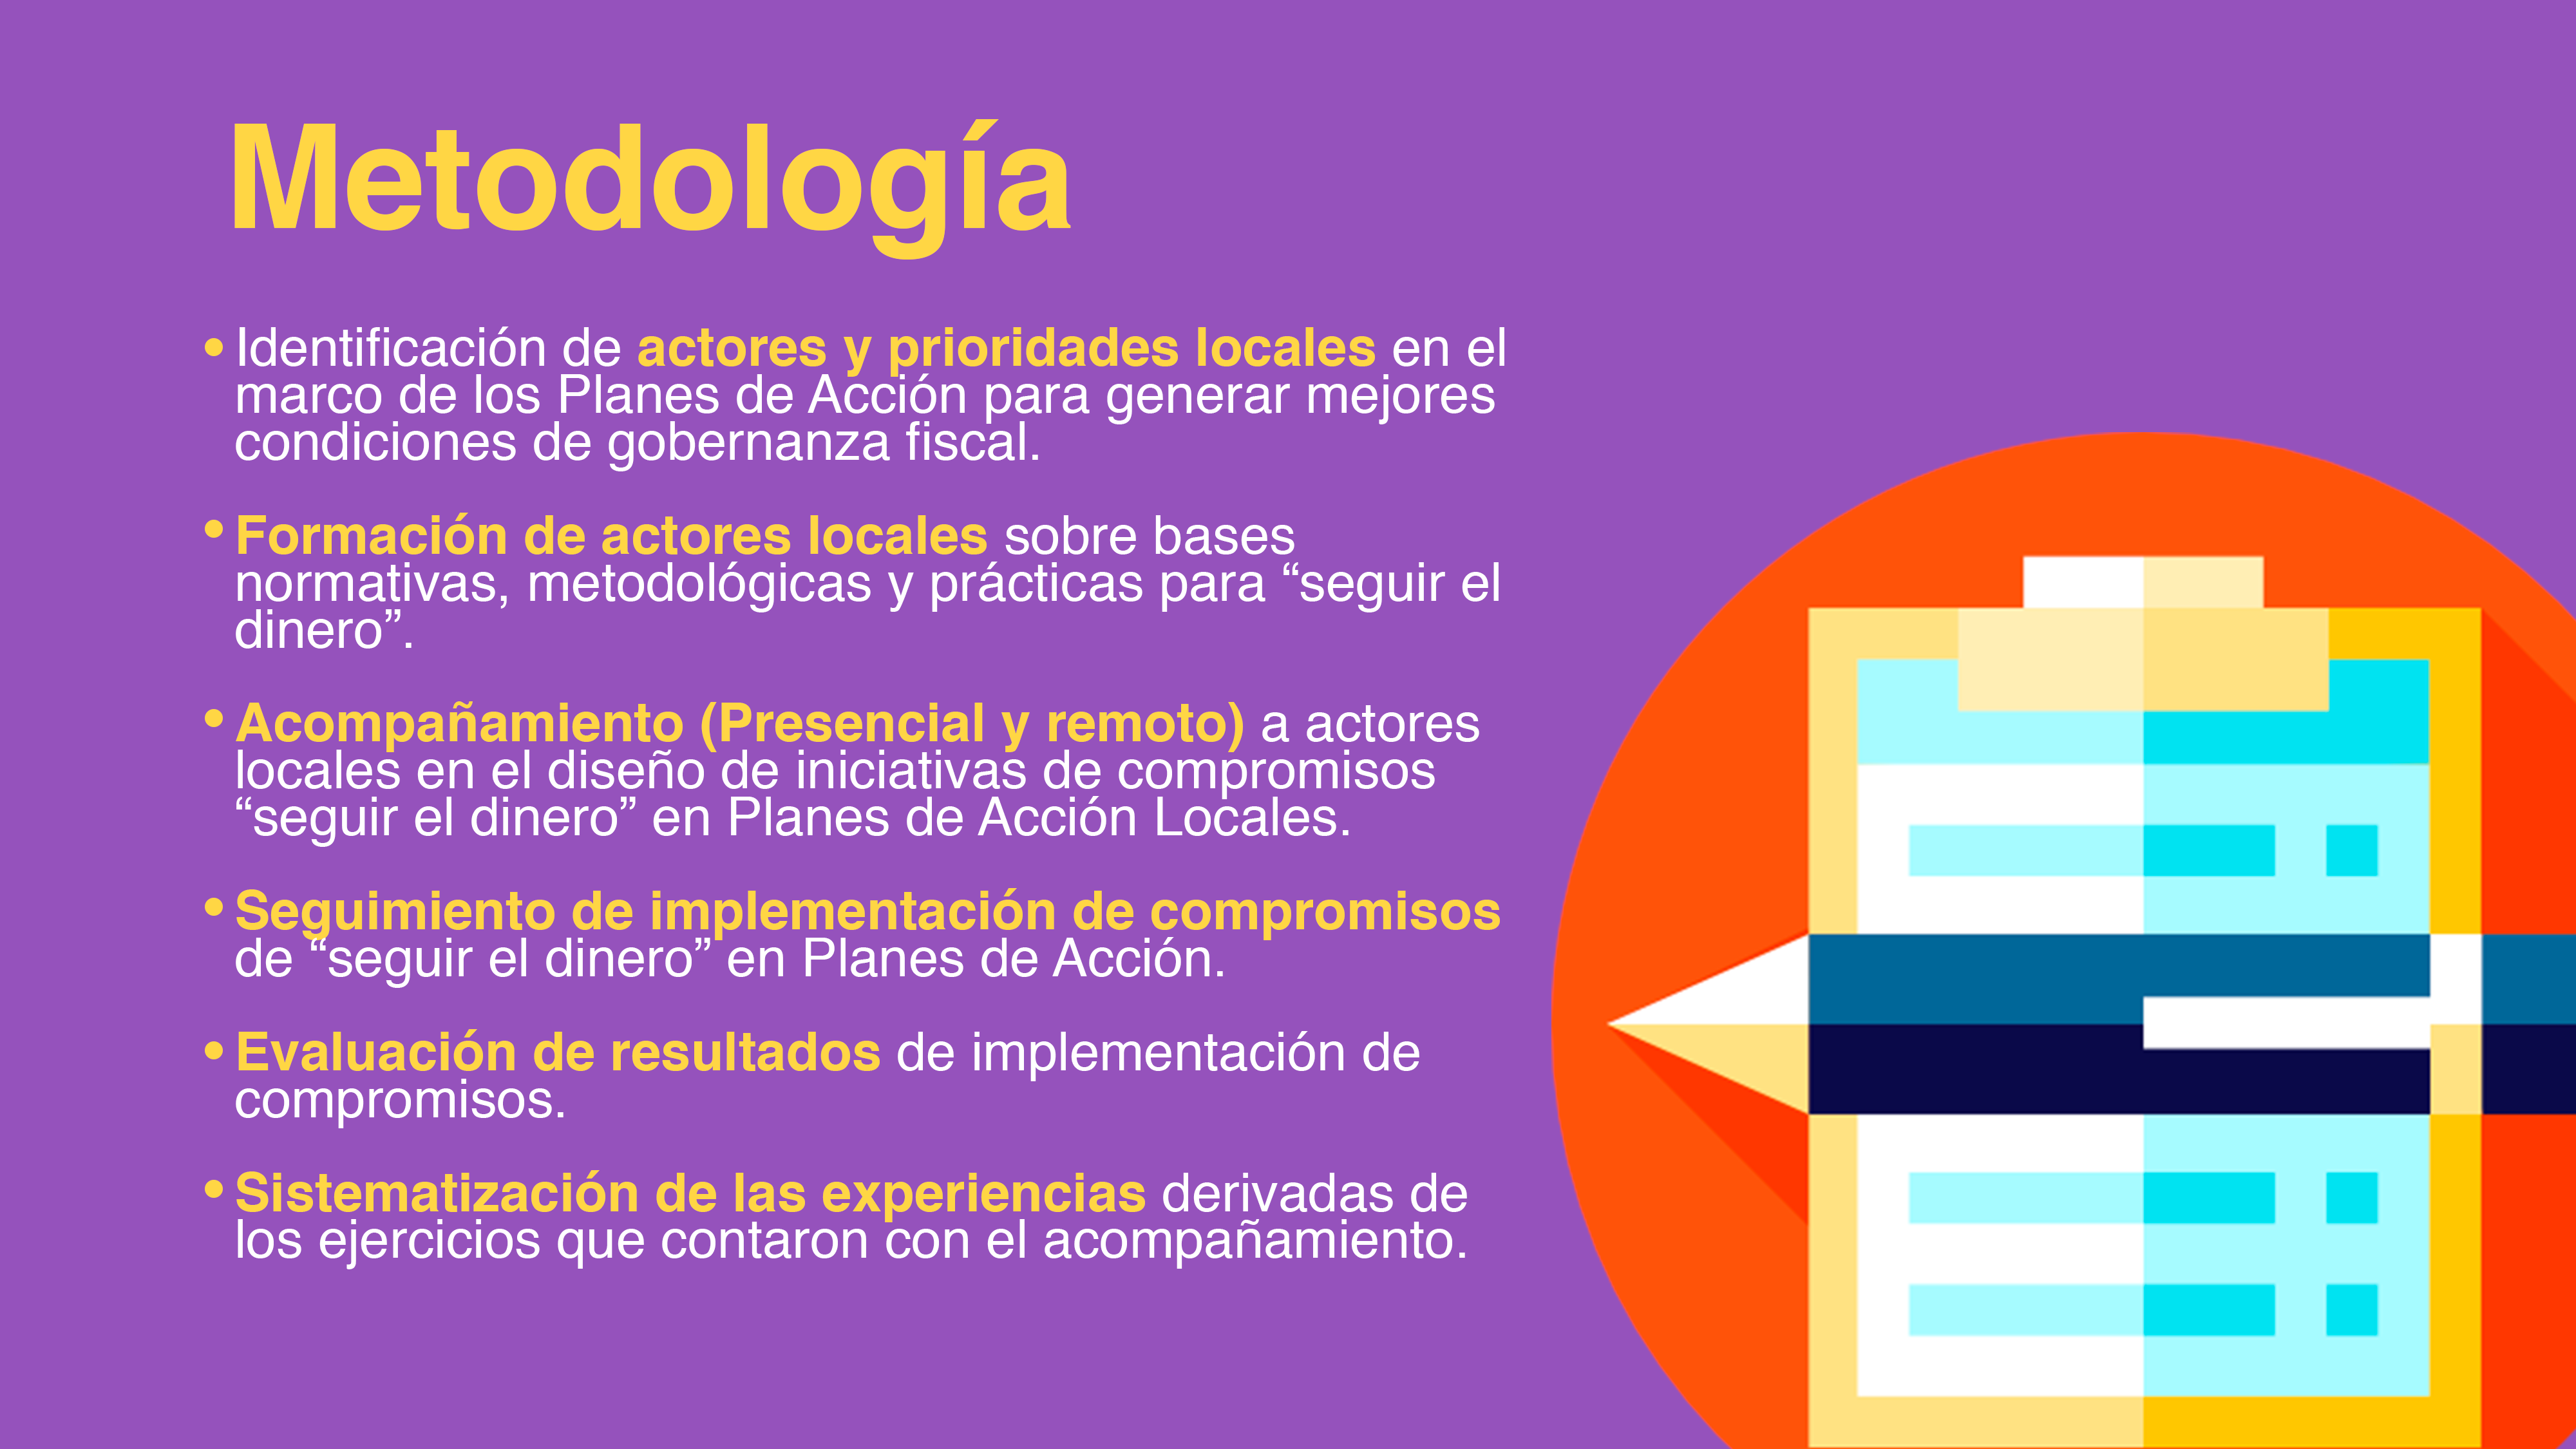 Metodología
• Identificación de actores y prioridades locales en el
marco de los Planes de Acción para generar mejores
condiciones de gobernanza fiscal.
• Formación de actores locales sobre bases
normativas, metodológicas y prácticas para “seguir el
dinero”.
• Acompañamiento (Presencial y remoto) a actores
locales en el diseño de iniciativas de compromisos
“seguir el dinero” en Planes de Acción Locales.
• Seguimiento de implementación de compromisos
de “seguir el dinero” en Planes de Acción.
• Evaluación de resultados de implementación de
compromisos.
• Sistematización de las experiencias derivadas de
los ejercicios que contaron con el acompañamiento.